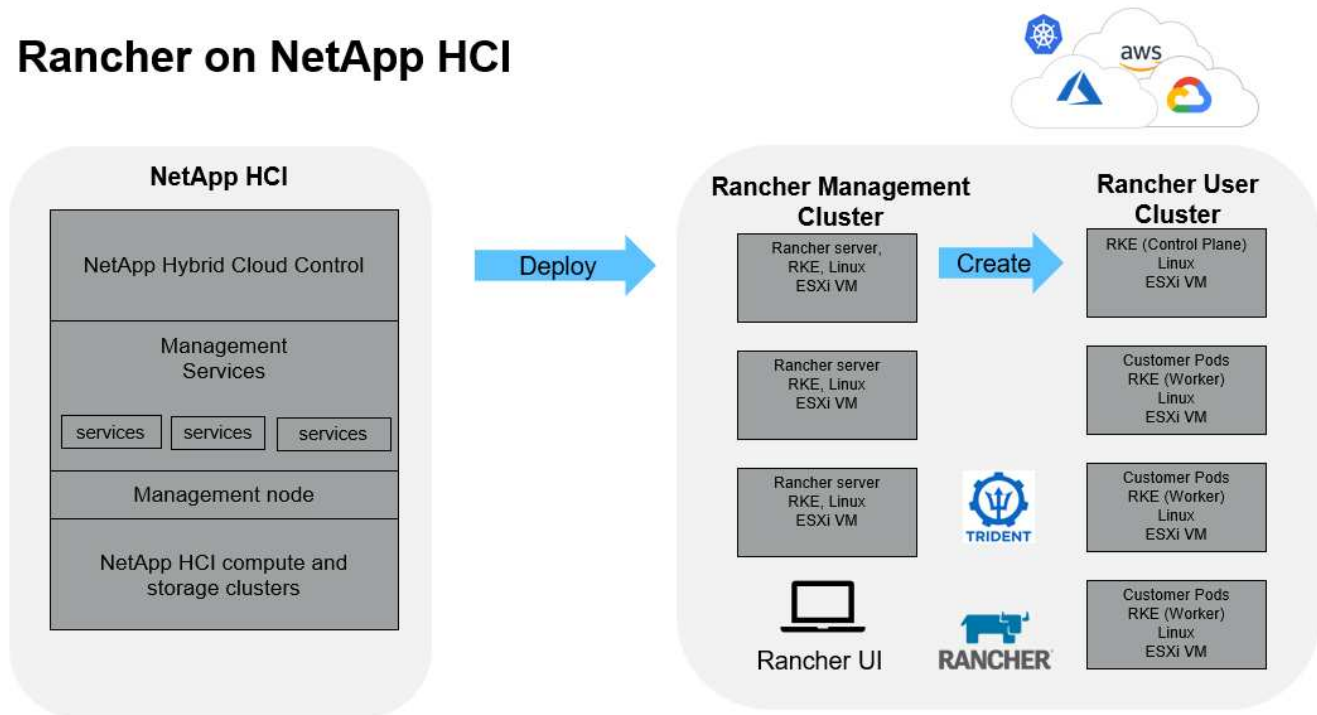 Rancher on NetApp HCI
aws
NetApp HCI
NetApp Hybrid Cloud Control
Management
Services
services
services
services
Management node
NetApp HCI compute and
storage clusters
Deploy
Rancher Management
Cluster
Rancher server,
RKE, Linux
ESXi VM
Rancher server
RKE, Linux
ESXi VM
Rancher server
RKE, Linux
ESXi VM
Rancher UI
Create
TRIDENT
RANCHER
Rancher User
Cluster
RKE (Control Plane)
Linux
ESXi VM
Customer Pods
RKE (Worker)
Linux
ESXi VM
Customer Pods
RKE (Worker)
Linux
ESXi VM
Customer Pods
RKE (Worker)
Linux
ESXi VM